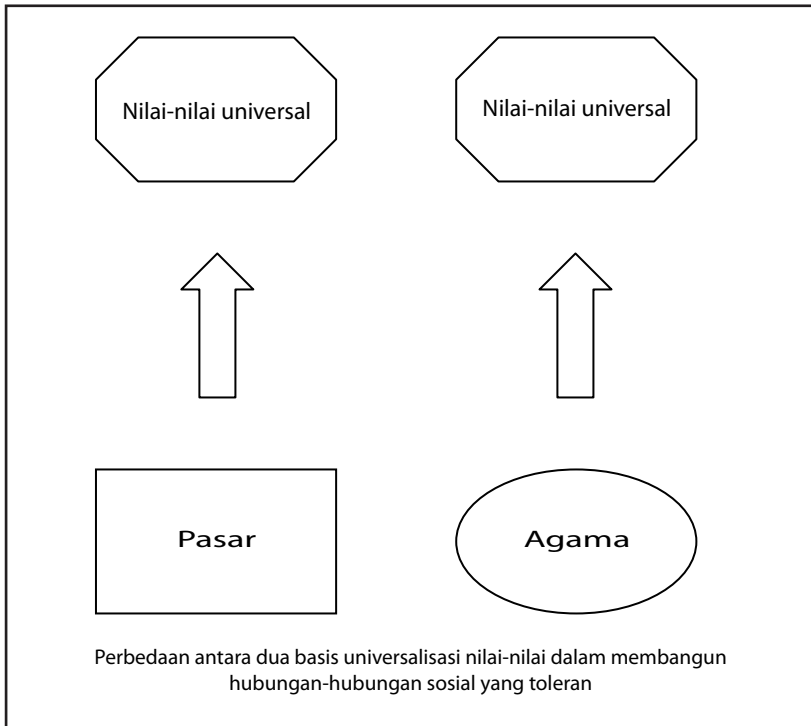 Nilai-nilai universal
Nilai-nilai universal
Pasar
Agama
Perbedaan antara dua basis universalisasi nilai-nilai dalam membangun
hubungan-hubungan sosial yang toleran